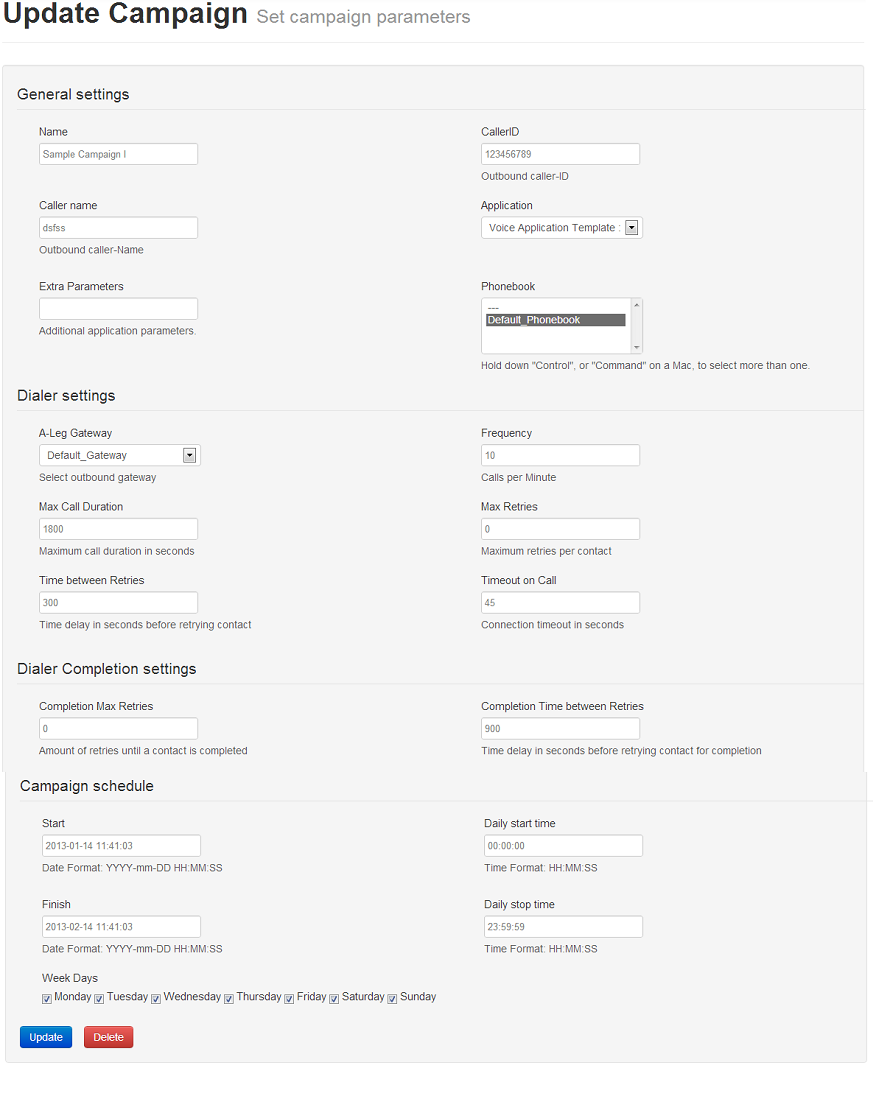 Update Campaign Set campaign parameters
General settings
Name
Sample Campaign I
CallerID
123456789
Outbound caller-ID
Caller name
dsfss
Outbound caller-Name
Application
Voice Application Template :
Extra Parameters
Additional application parameters.
Phonebook
---
Default_Phonebook
Hold down "Control", or "Command" on a Mac, to select more than one.
Dialer settings
A-Leg Gateway
Default_Gateway
Select outbound gateway
Frequency
10
Calls per Minute
Max Call Duration
1800
Maximum call duration in seconds
Max Retries
0
Maximum retries per contact
Time between Retries
300
Time delay in seconds before retrying contact
Timeout on Call
45
Connection timeout in seconds
Dialer Completion settings
Completion Max Retries
0
Amount of retries until a contact is completed
Completion Time between Retries
900
Time delay in seconds before retrying contact for completion
Campaign schedule
Start
2013-01-14 11:41:03
Date Format: YYYY-mm-DD HH:MM:SS
Daily start time
00:00:00
Time Format: HH:MM:SS
Finish
2013-02-14 11:41:03
Date Format: YYYY-mm-DD HH:MM:SS
Daily stop time
23:59:59
Time Format: HH:MM:SS
Week Days
Monday Tuesday Wednesday Thursday Friday Saturday Sunday
Update Delete